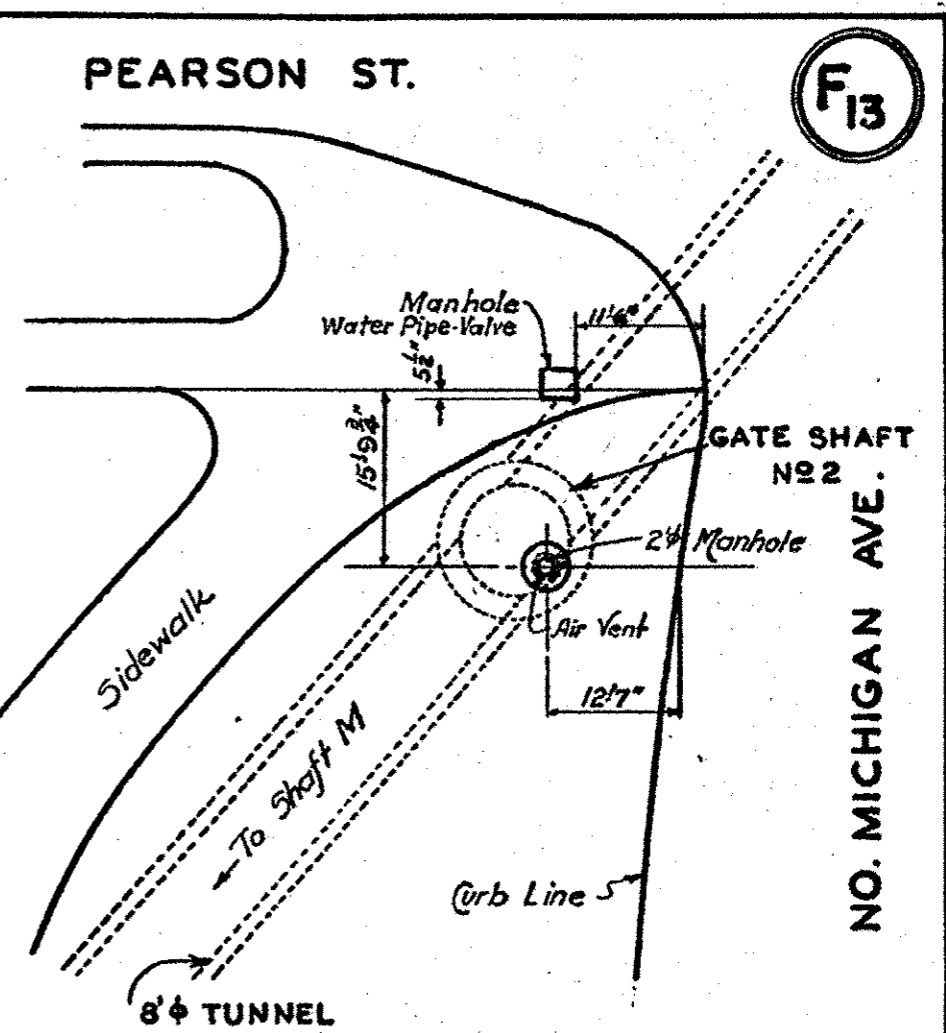 PEARSON ST.
F13
Manhole
Water Pipe-Valve
11'6"
5½"
15'9¾"
GATE SHAFT
Nº2
2'ϕ Manhole
Air Vent
12'7"
Sidewalk
To Shaft M
Curb Line
NO. MICHIGAN AVE.
8'ϕ TUNNEL